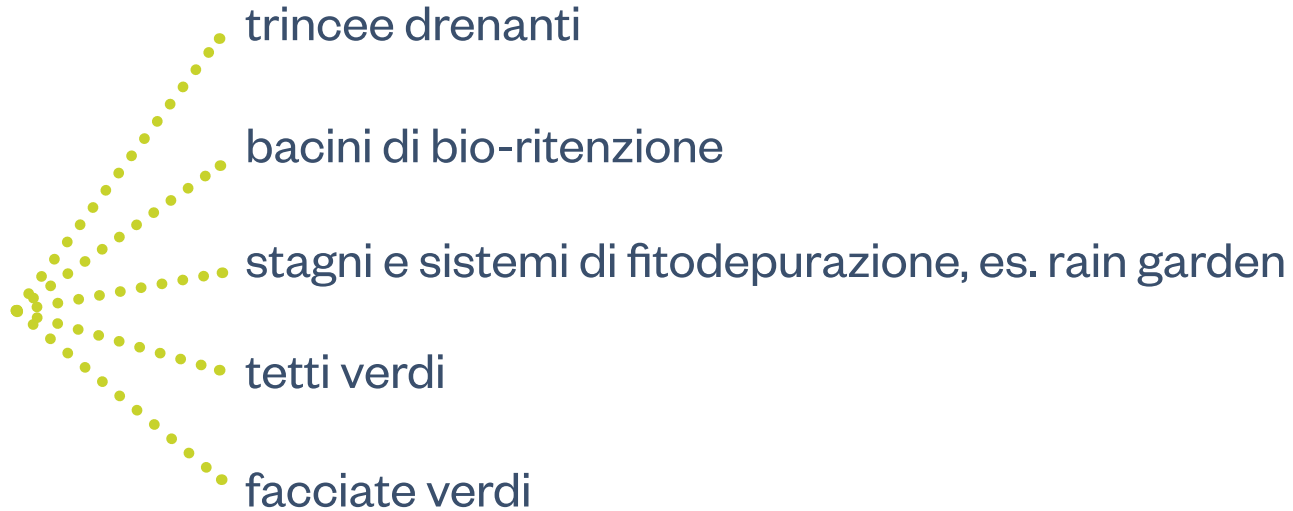 trincee drenanti
bacini di bio-ritenzione
stagni e sistemi di fitodepurazione, es. rain garden
tetti verdi
facciate verdi